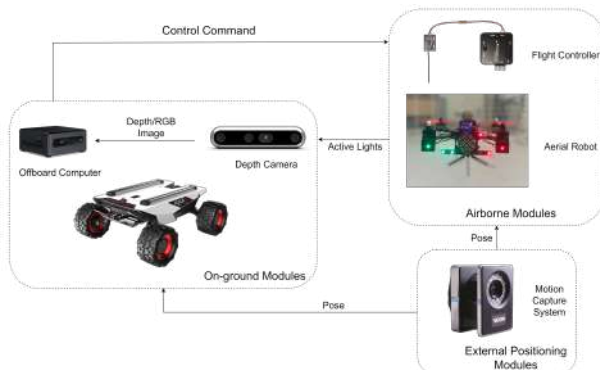 Control Command
Flight Controller
Depth/RGB
Image
Offboard Computer
Depth Camera
Active Lights
Aerial Robot
Airborne Modules
On-ground Modules
Pose
Pose
Motion
Capture
System
External Positioning
Modules